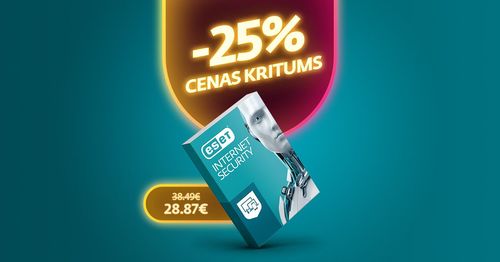 -25%
CENAS KRITUMS
eset
INTERNET
SECURITY
38.49€
28.87€